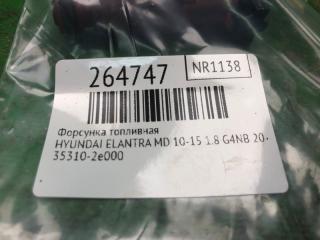 264747 NR1138
Форсунка топливная
HYUNDAI ELANTRA MD 10-15 1.8 G4NB 20.
35310-2e000